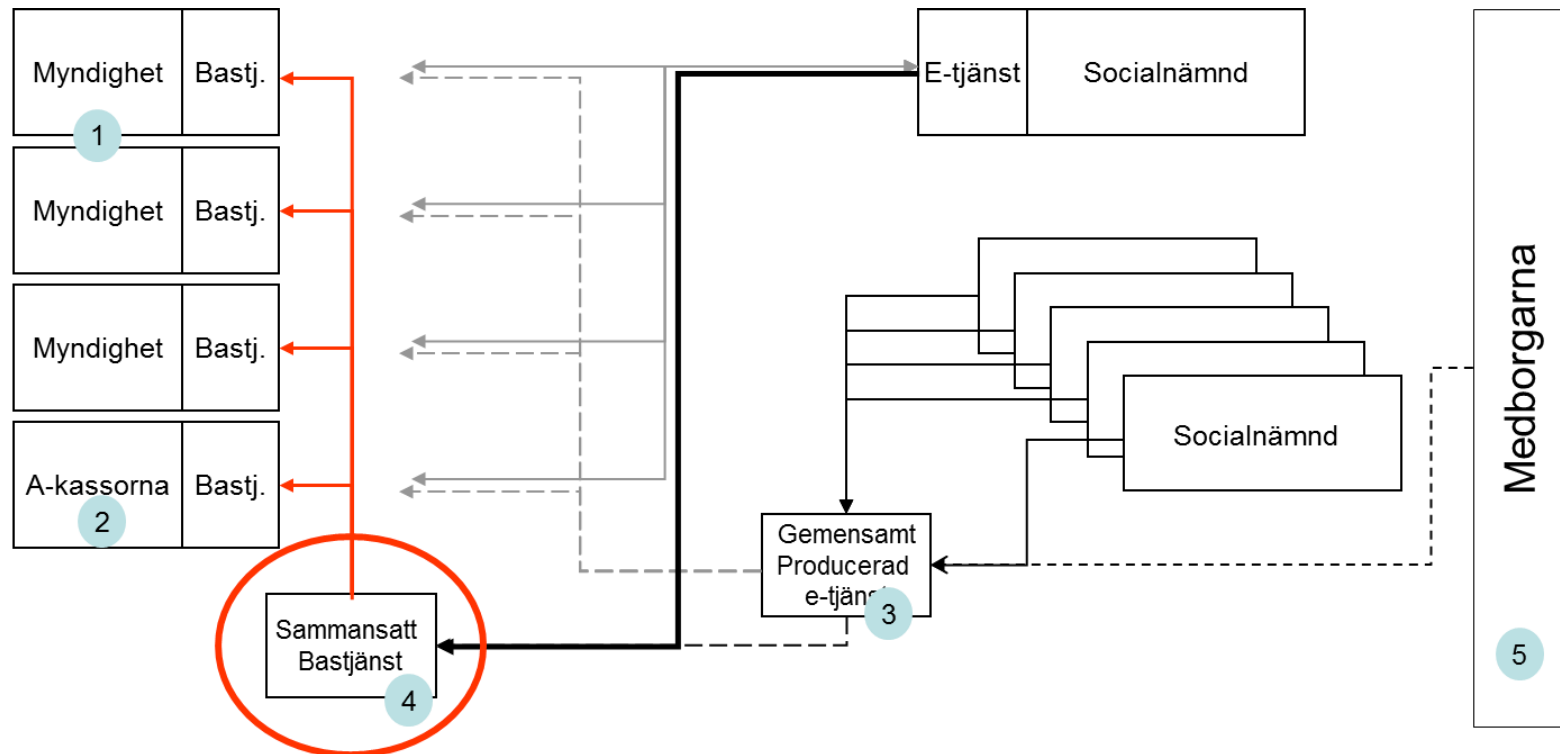 Myndighet
Bastj.
1
Myndighet
Bastj.
Myndighet
Bastj.
A-kassorna
Bastj.
2
Sammansatt
Bastjänst
4
E-tjänst
Socialnämnd
Socialnämnd
Gemensamt
Producerad
e-tjänst
3
Medborgarna
5